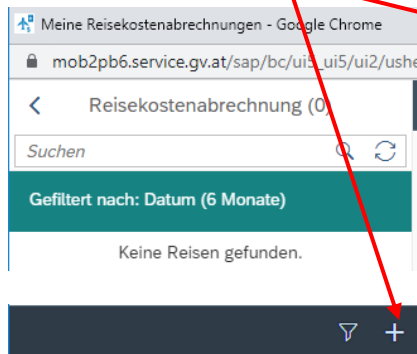 Meine Reisekostenabrechnungen - Google Chrome
mob2pb6.service.gv.at/sap/bc/ui5_ui5/ui2/ushe
Reisekostenabrechnung (0)
Suchen
Gefiltert nach: Datum (6 Monate)
Keine Reisen gefunden.